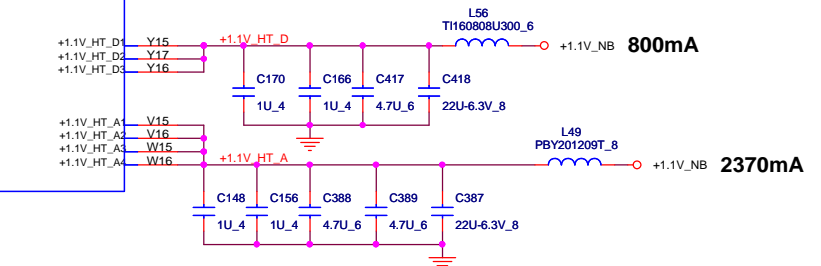 L56
TI160808U300_6
+1.1V_HT_D1 Y15 +1.1V_HT_D +1.1V_NB 800mA
+1.1V_HT_D2 Y17
+1.1V_HT_D3 Y16
C170 C166 C417 C418
1U_4 1U_4 4.7U_6 22U-6.3V_8
+1.1V_HT_A1 V15
+1.1V_HT_A2 V16
+1.1V_HT_A3 W15
+1.1V_HT_A4 W16 +1.1V_HT_A
L49
PBY201209T_8
+1.1V_NB 2370mA
C148 C156 C388 C389 C387
1U_4 1U_4 4.7U_6 4.7U_6 22U-6.3V_8